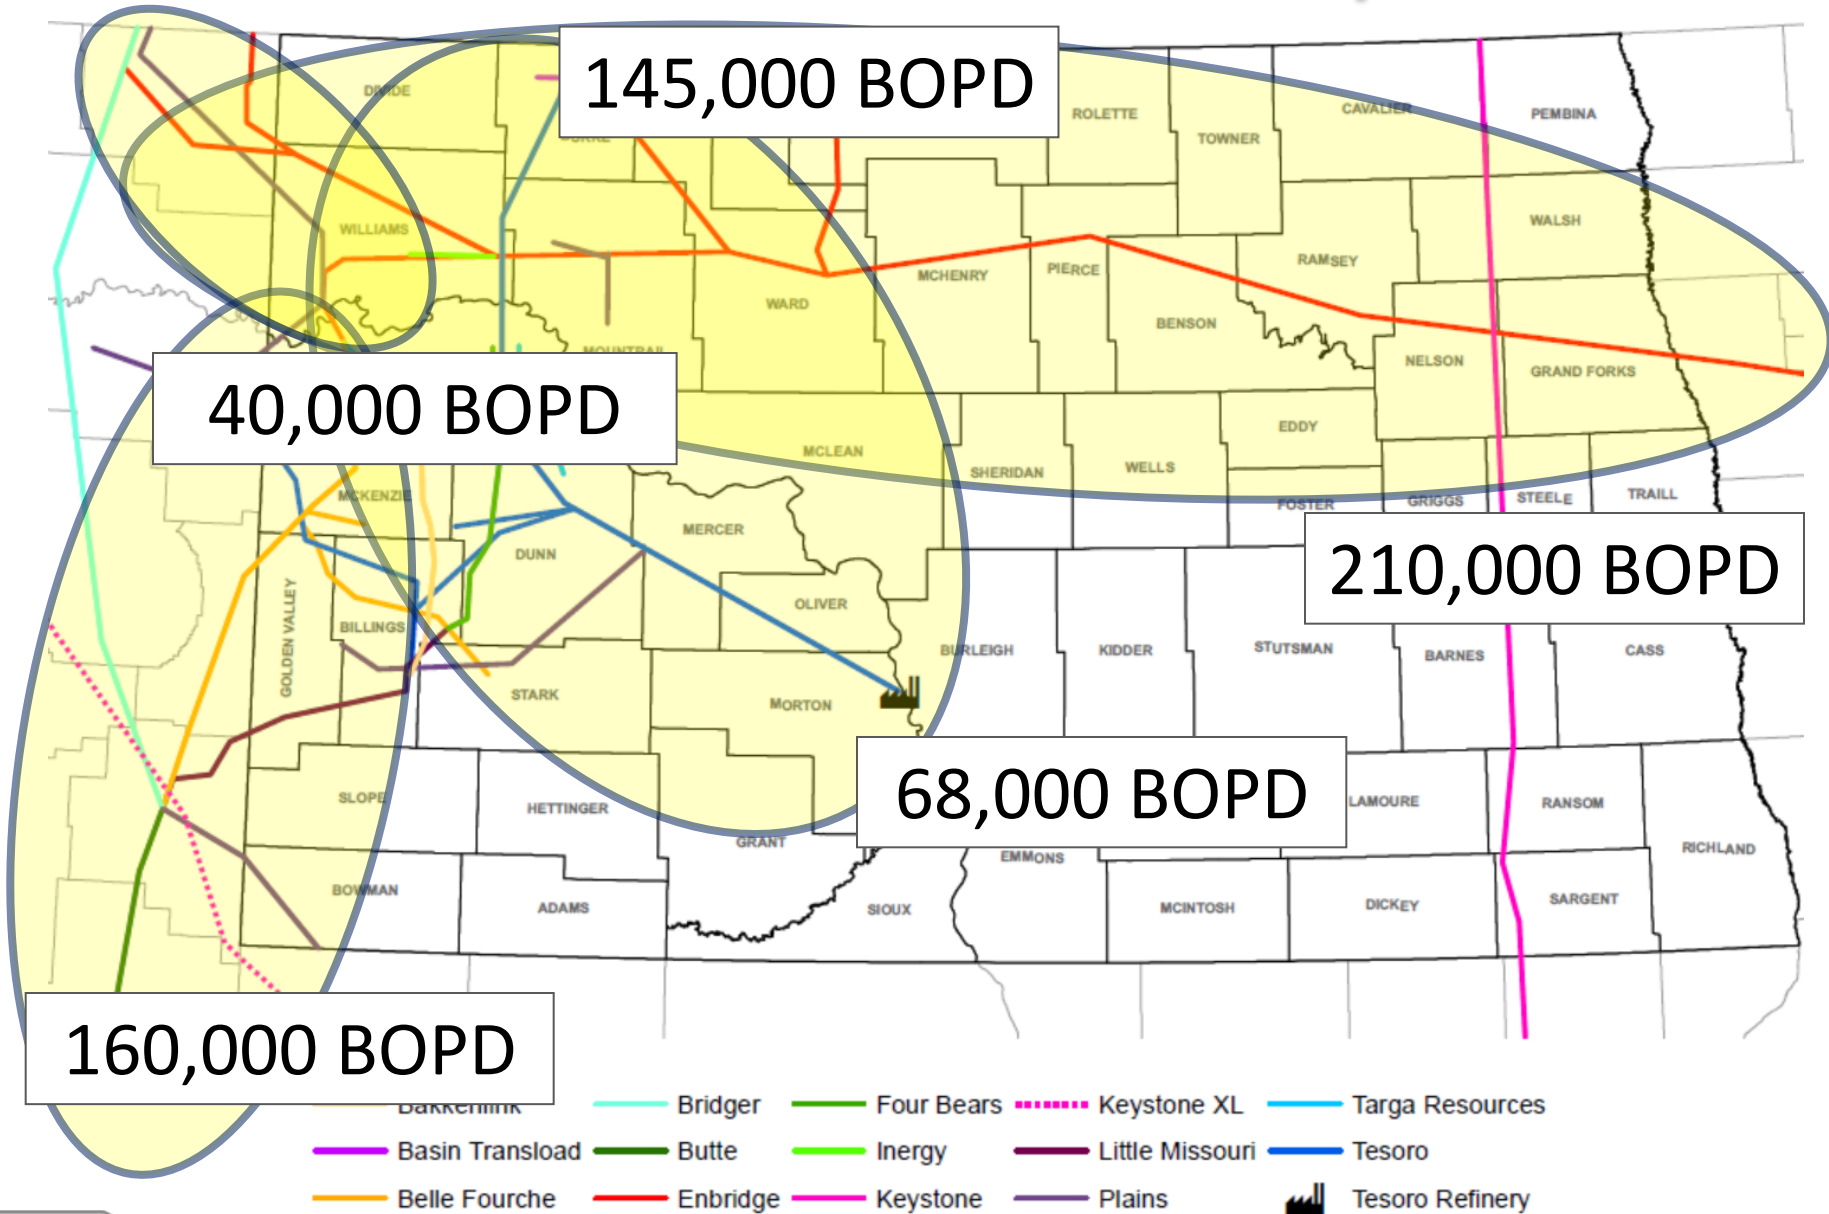 145,000 BOPD
DIVIDE
ROLETTE
CAVALIER
PEMBINA
TOWNER
WILLIAMS
WALSH
MCHENRY
PIERCE
RAMSEY
WARD
BENSON
MOUNTRAIL
NELSON
GRAND FORKS
40,000 BOPD
EDDY
MCLEAN
SHERIDAN
WELLS
MCKENZIE
FOSTER
GRIGGS
STEELE
TRAILL
MERCER
DUNN
210,000 BOPD
GOLDEN VALLEY
BILLINGS
OLIVER
BURLEIGH
KIDDER
STUTSMAN
BARNES
CASS
STARK
MORTON
68,000 BOPD
SLOPE
HETTINGER
LAMOURE
RANSOM
GRANT
EMMONS
RICHLAND
BOWMAN
ADAMS
SIOUX
MCINTOSH
DICKEY
SARGENT
160,000 BOPD
Bakkenlink
Bridger
Four Bears
Keystone XL
Targa Resources
Basin Transload
Butte
Inergy
Little Missouri
Tesoro
Belle Fourche
Enbridge
Keystone
Plains
Tesoro Refinery